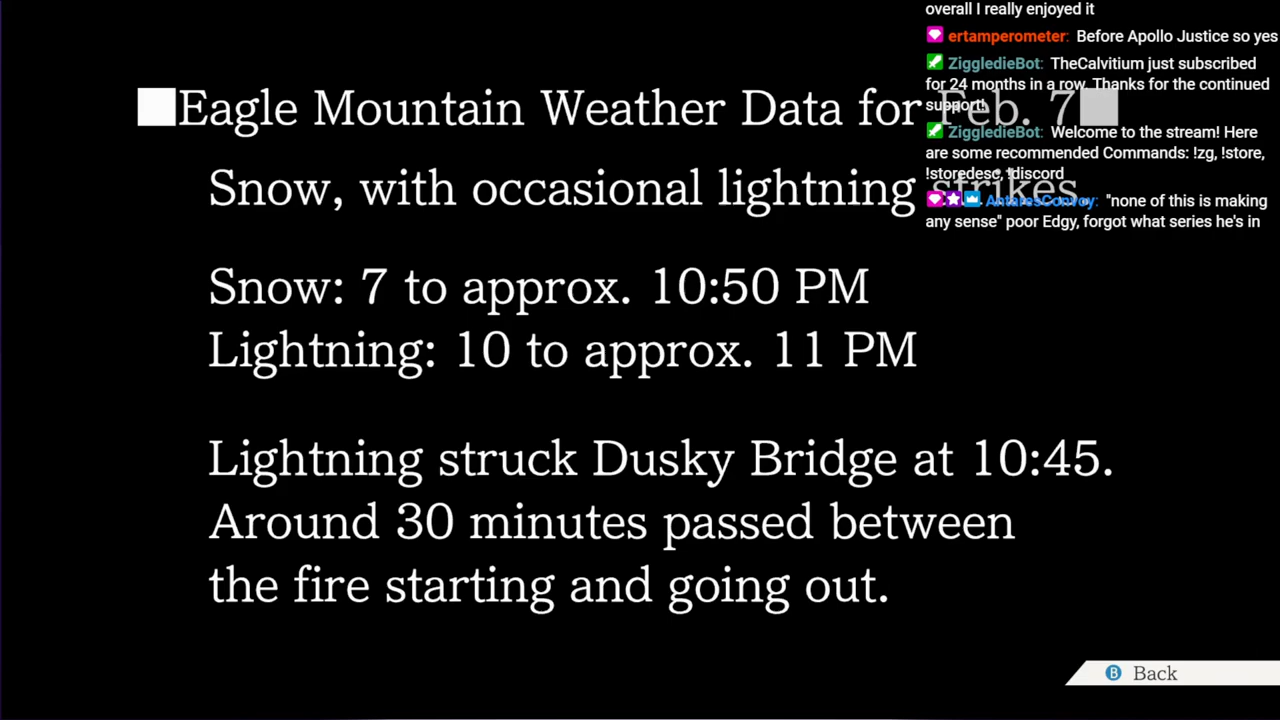 overall I really enjoyed it
ertamperometer: Before Apollo Justice so yes
ZiggledieBot: TheCalvitium just subscribed
for 24 months in a row. Thanks for the continued
support!
ZiggledieBot: Welcome to the stream! Here
are some recommended Commands: !zg, !store,
!storedesc, !discord
AntaresConvoy: "none of this is making
any sense" poor Edgy, forgot what series he's in
■Eagle Mountain Weather Data for Feb. 7■
Snow, with occasional lightning strikes.
Snow: 7 to approx. 10:50 PM
Lightning: 10 to approx. 11 PM
Lightning struck Dusky Bridge at 10:45.
Around 30 minutes passed between
the fire starting and going out.
B Back